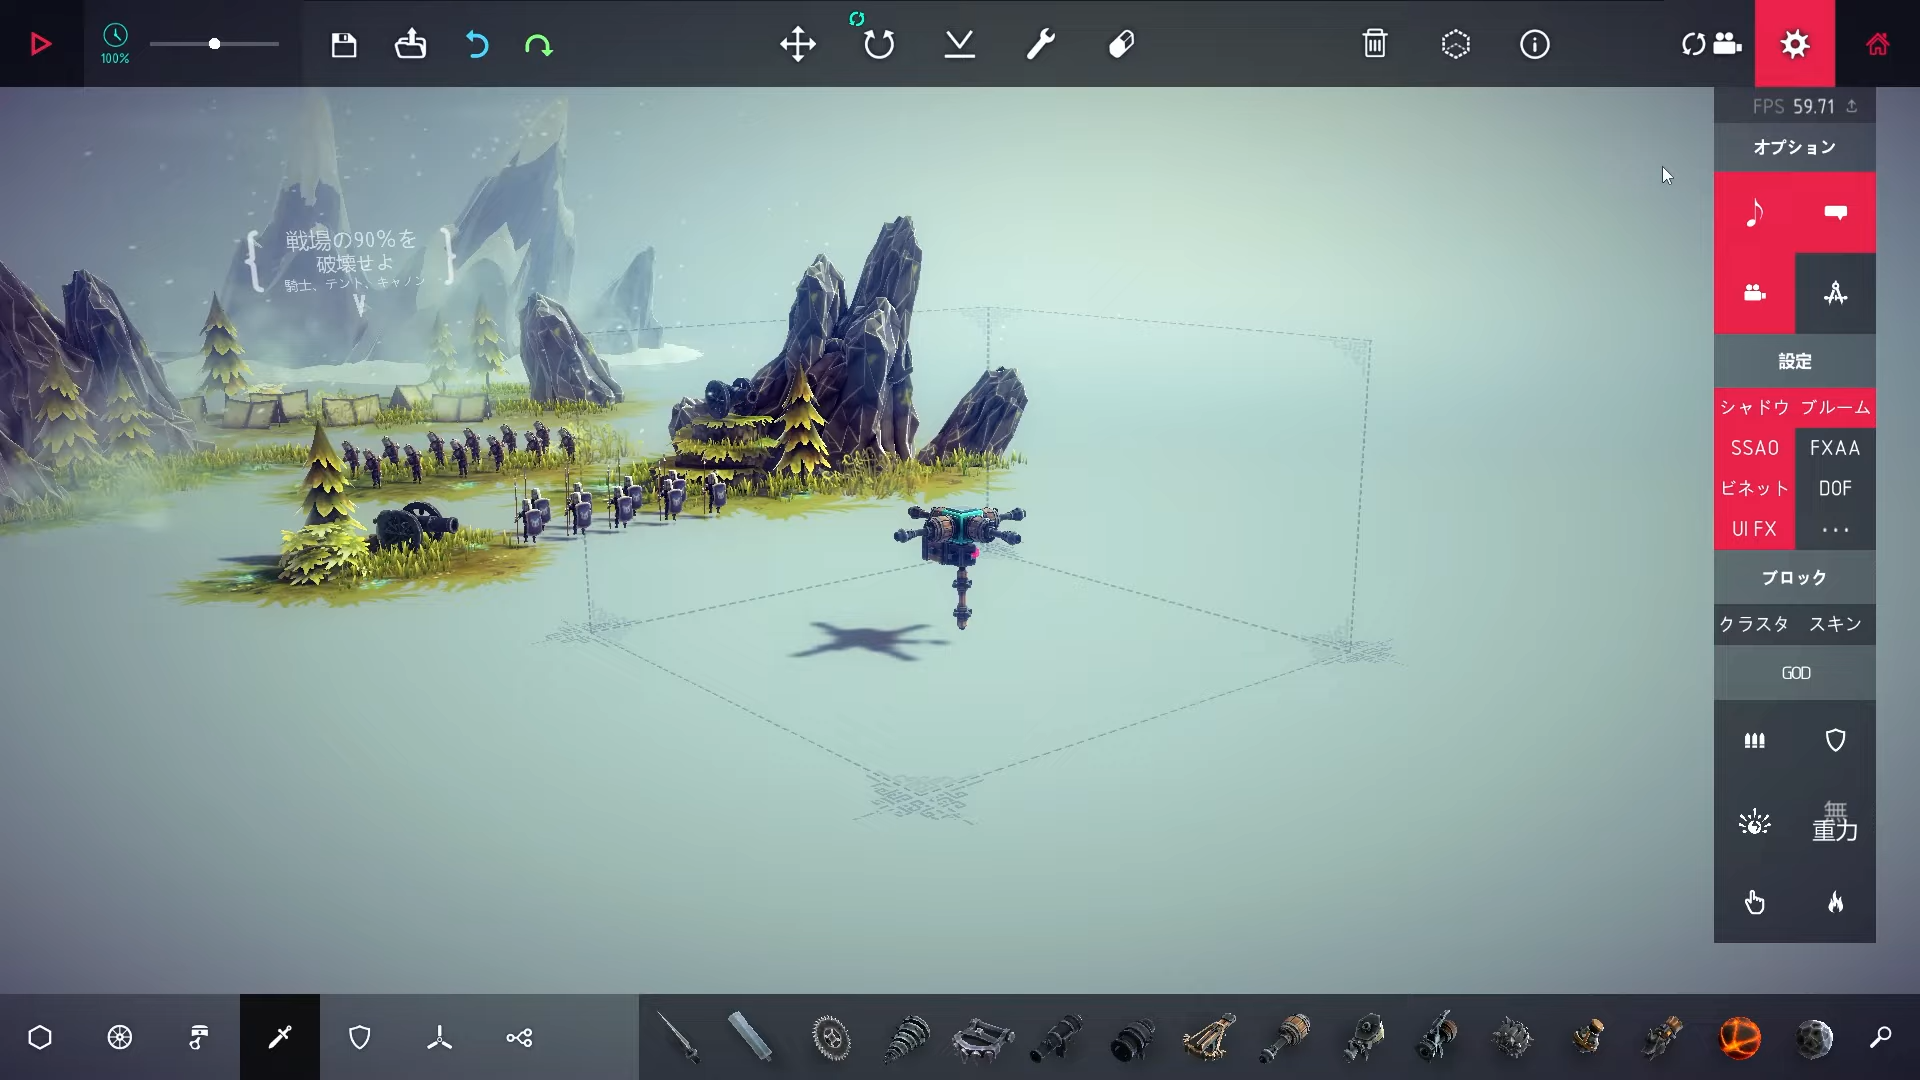 100%
FPS 59.71
オプション
戦場の90%を
破壊せよ
騎士、テント、キャノン
設定
シャドウ ブルーム
SSAO FXAA
ビネット DOF
UI FX ...
ブロック
クラスタ スキン
GOD
無
重力